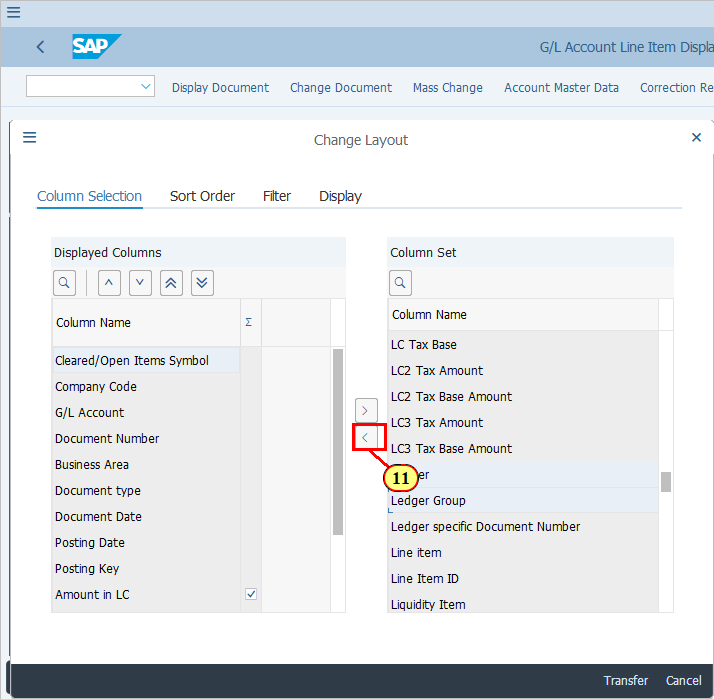 SAP
G/L Account Line Item Displa
Display Document
Change Document
Mass Change
Account Master Data
Correction Re
Change Layout
Column Selection
Sort Order
Filter
Display
Displayed Columns
Column Name
Σ
Cleared/Open Items Symbol
Company Code
G/L Account
Document Number
Business Area
Document type
Document Date
Posting Date
Posting Key
Amount in LC
11
Column Set
Column Name
LC Tax Base
LC2 Tax Amount
LC2 Tax Base Amount
LC3 Tax Amount
LC3 Tax Base Amount
er
Ledger Group
Ledger specific Document Number
Line item
Line Item ID
Liquidity Item
Transfer
Cancel